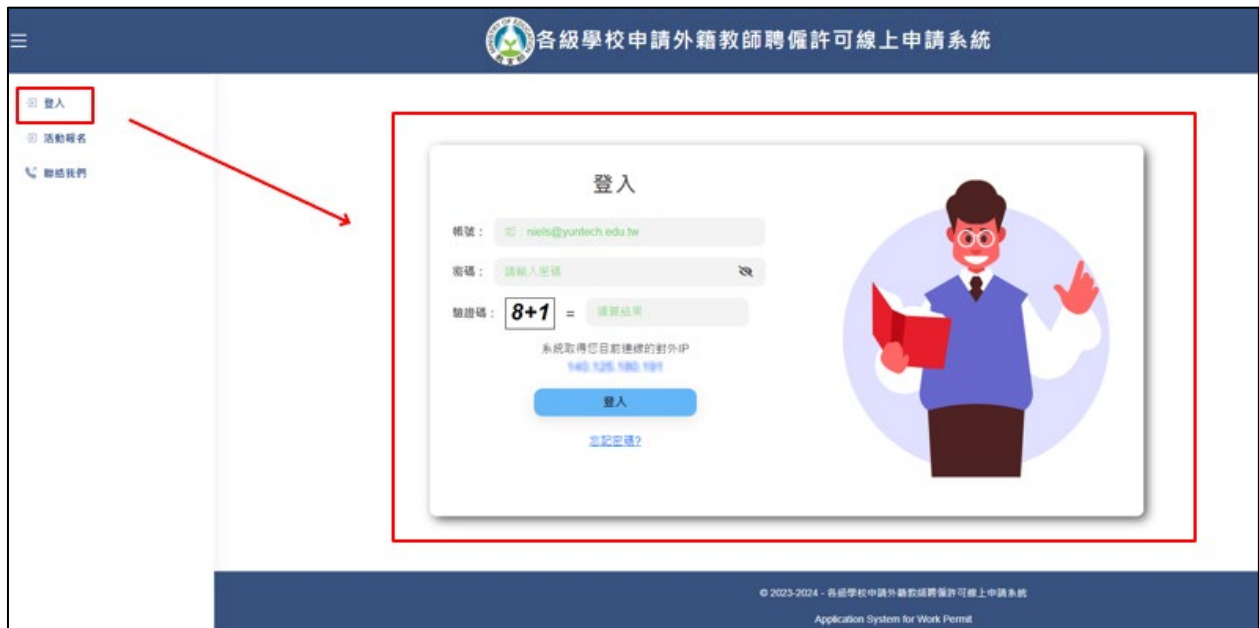 各級學校申請外籍教師聘僱許可線上申請系統
登入
活動報名
聯絡我們
登入
帳號： 如：niels@yuntech.edu.tw
密碼： 請輸入密碼
驗證碼： 8+1 = 運算結果
系統取得您目前連線的對外IP
登入
忘記密碼?
© 2023-2024 - 各級學校申請外籍教師聘僱許可線上申請系統
Application System for Work Permit